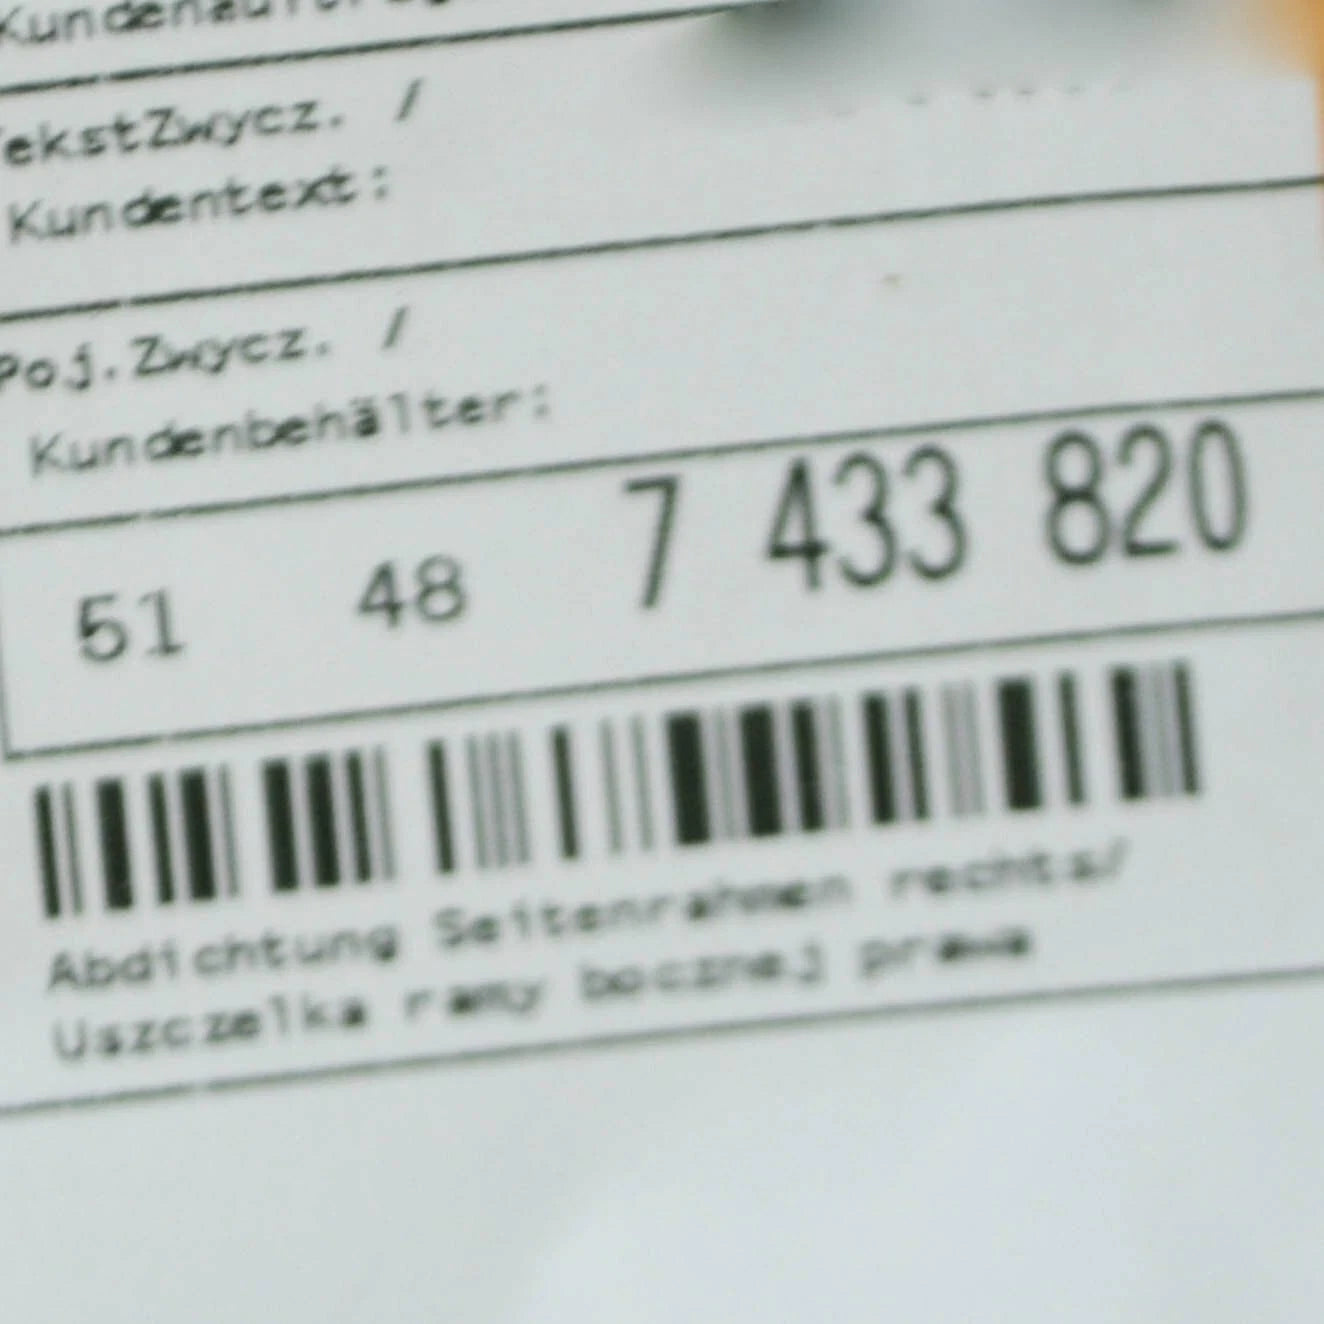 TekstZwycz. /
Kundentext:
Poj.Zwycz. /
Kundenbehälter:
51 48 7 433 820
Abdichtung Seitenrahmen rechts/
Uszczelka ramy bocznej prawa